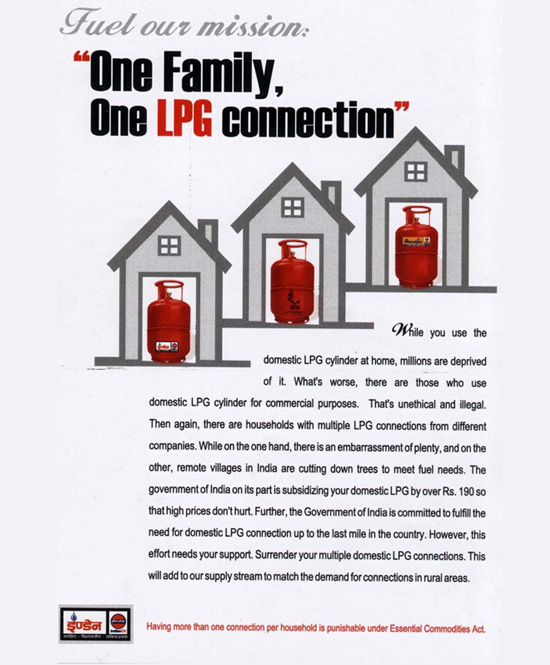 Fuel our mission:
“One Family,
One LPG connection”
While you use the
domestic LPG cylinder at home, millions are deprived
of it. What's worse, there are those who use
domestic LPG cylinder for commercial purposes. That's unethical and illegal.
Then again, there are households with multiple LPG connections from different
companies. While on the one hand, there is an embarrassment of plenty, and on the
other, remote villages in India are cutting down trees to meet fuel needs. The
government of India on its part is subsidizing your domestic LPG by over Rs. 190 so
that high prices don't hurt. Further, the Government of India is committed to fulfill the
need for domestic LPG connection up to the last mile in the country. However, this
effort needs your support. Surrender your multiple domestic LPG connections. This
will add to our supply stream to match the demand for connections in rural areas.
इण्डेन
Having more than one connection per household is punishable under Essential Commodities Act.